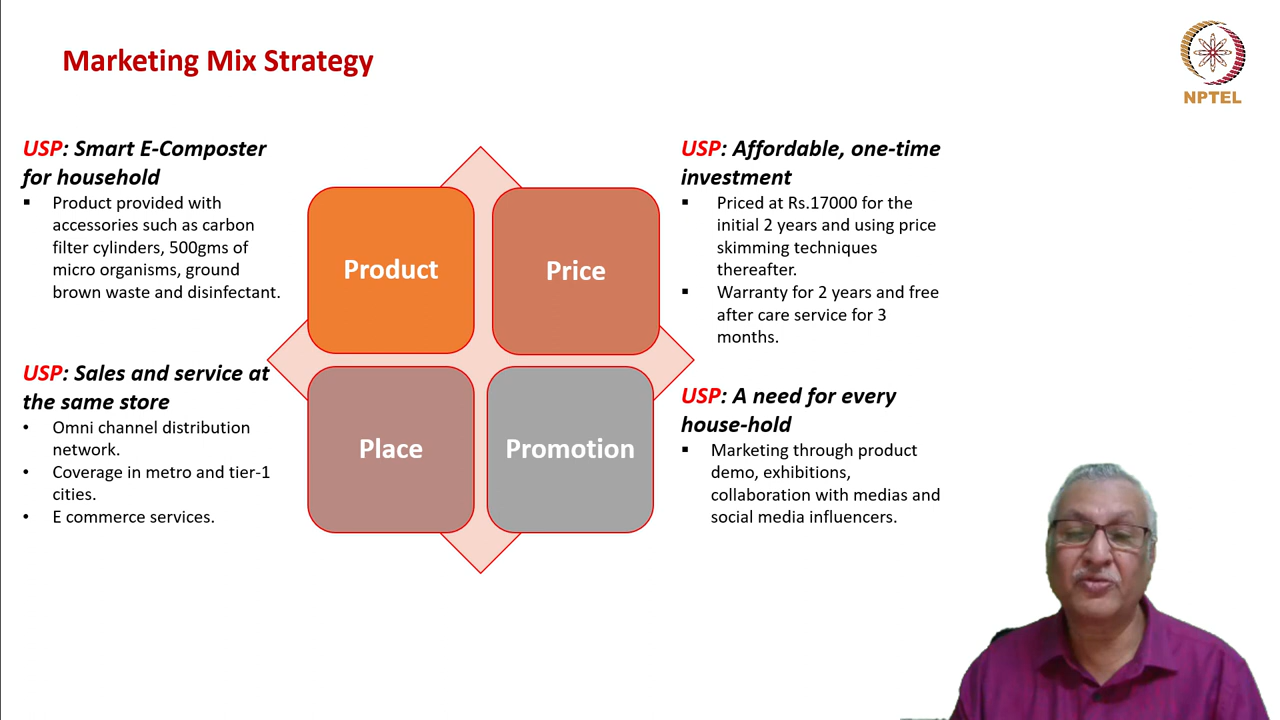 Marketing Mix Strategy
NPTEL
USP: Smart E-Composter
for household
▪ Product provided with
accessories such as carbon
filter cylinders, 500gms of
micro organisms, ground
brown waste and disinfectant.
Product
Price
USP: Affordable, one-time
investment
▪ Priced at Rs.17000 for the
initial 2 years and using price
skimming techniques
thereafter.
▪ Warranty for 2 years and free
after care service for 3
months.
USP: Sales and service at
the same store
• Omni channel distribution
network.
• Coverage in metro and tier-1
cities.
• E commerce services.
Place
Promotion
USP: A need for every
house-hold
▪ Marketing through product
demo, exhibitions,
collaboration with medias and
social media influencers.